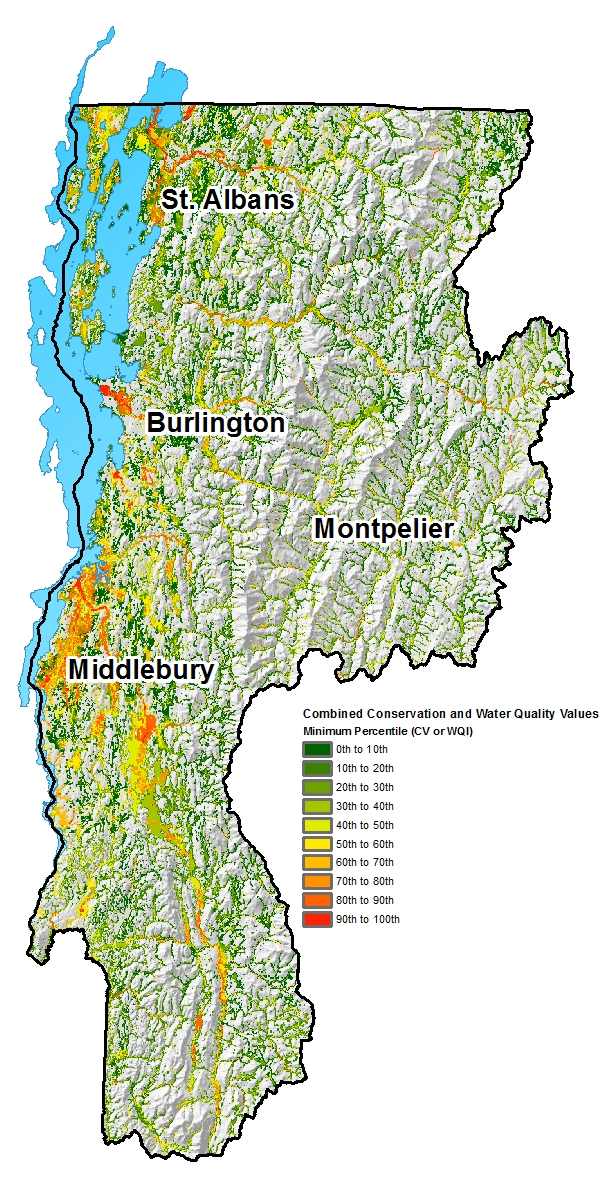 St. Albans
Burlington
Montpelier
Middlebury
Combined Conservation and Water Quality Values
Minimum Percentile (CV or WQI)
0th to 10th
10th to 20th
20th to 30th
30th to 40th
40th to 50th
50th to 60th
60th to 70th
70th to 80th
80th to 90th
90th to 100th